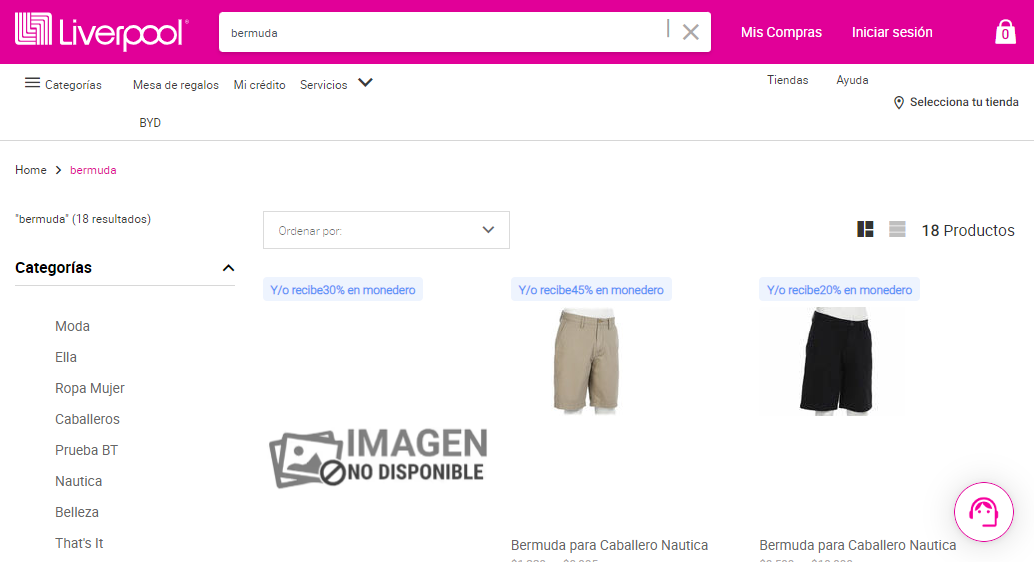 Liverpool
bermuda
Mis Compras
Iniciar sesión
0
Categorías
Mesa de regalos
Mi crédito
Servicios
Tiendas
Ayuda
Selecciona tu tienda
BYD
Home
bermuda
"bermuda" (18 resultados)
Ordenar por:
18 Productos
Categorías
Moda
Ella
Ropa Mujer
Caballeros
Prueba BT
Nautica
Belleza
That's It
Y/o recibe30% en monedero
Y/o recibe45% en monedero
Y/o recibe20% en monedero
IMAGEN
NO DISPONIBLE
Bermuda para Caballero Nautica
Bermuda para Caballero Nautica